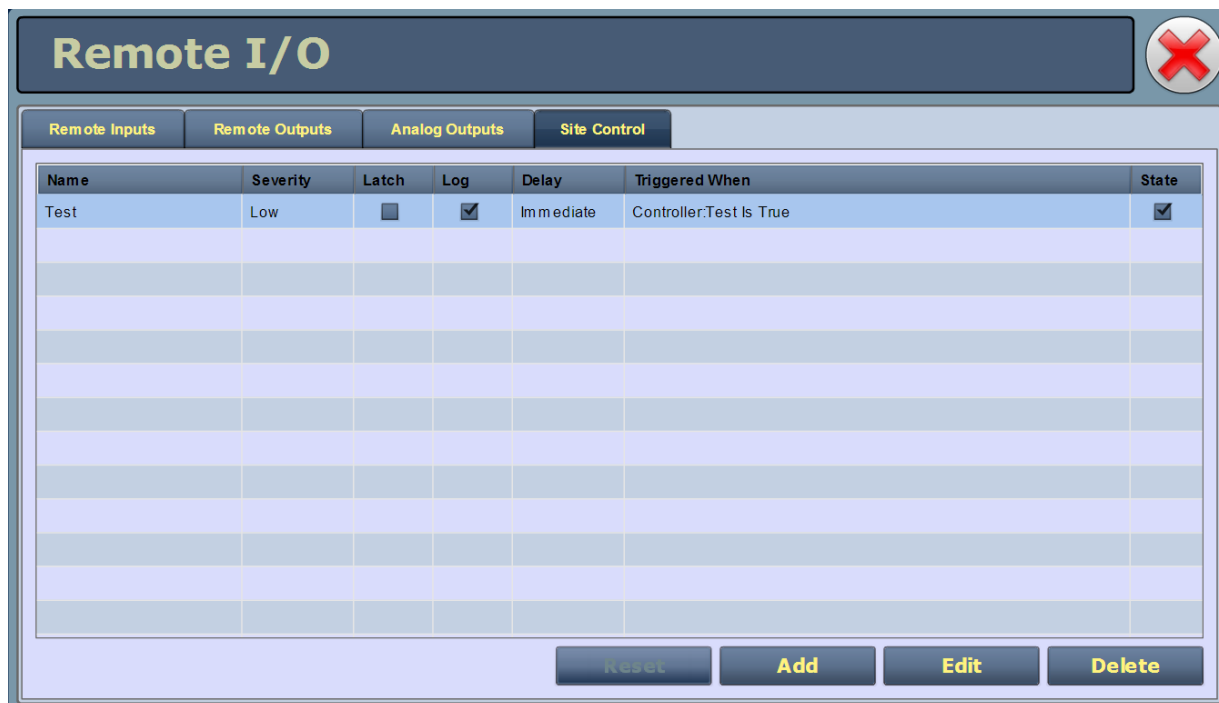 Remote I/O
Remote Inputs Remote Outputs Analog Outputs Site Control
Name Severity Latch Log Delay Triggered When State
Test Low Immediate Controller:Test Is True
Reset Add Edit Delete